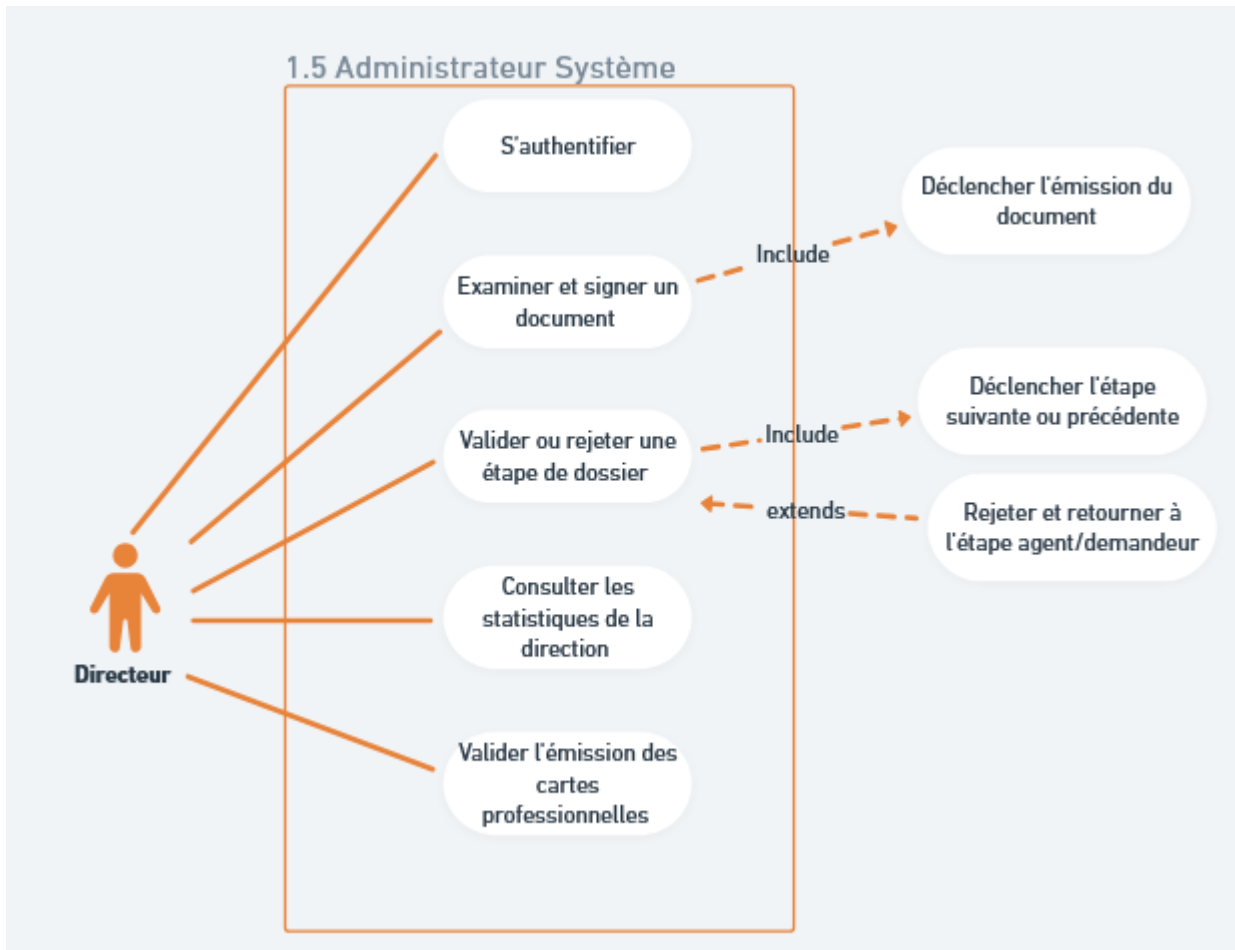 1.5 Administrateur Système
S'authentifier
Déclencher l'émission du
document
Include
Examiner et signer un
document
Déclencher l'étape
suivante ou précédente
Include
Valider ou rejeter une
étape de dossier
extends
Rejeter et retourner à
l'étape agent/demandeur
Consulter les
statistiques de la
direction
Directeur
Valider l'émission des
cartes
professionnelles